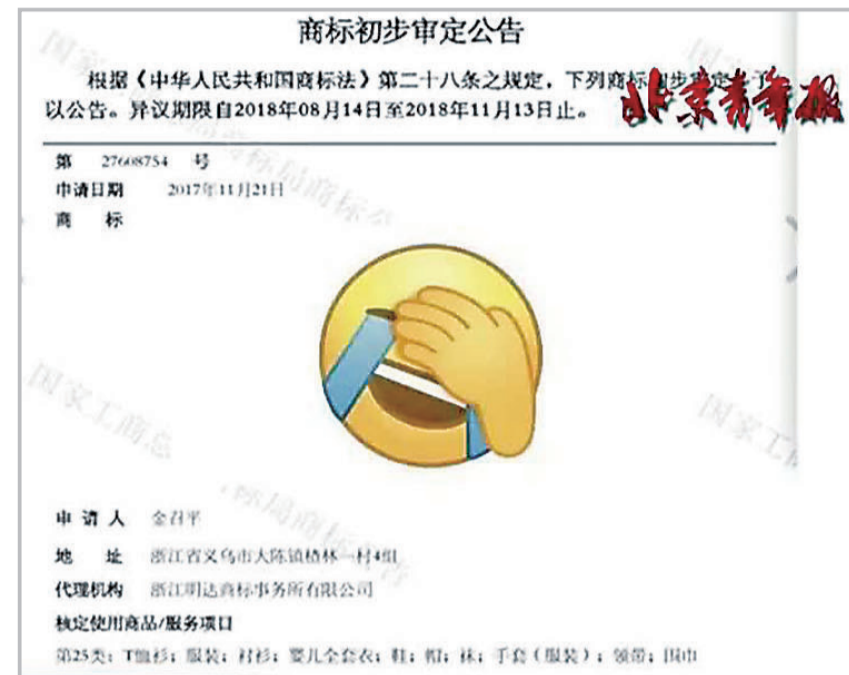 商标初步审定公告
根据《中华人民共和国商标法》第二十八条之规定，下列商标初步审定，予
以公告。异议期限自2018年08月14日至2018年11月13日止。
北京青年报
第 27608754 号
申请日期 2017年11月21日
商 标
申 请 人 金召平
地 址 浙江省义乌市大陈镇楂林一村4组
代理机构 浙江明达商标事务所有限公司
核定使用商品/服务项目
第25类：T恤衫；服装；衬衫；婴儿全套衣；鞋；帽；袜；手套（服装）；领带；围巾